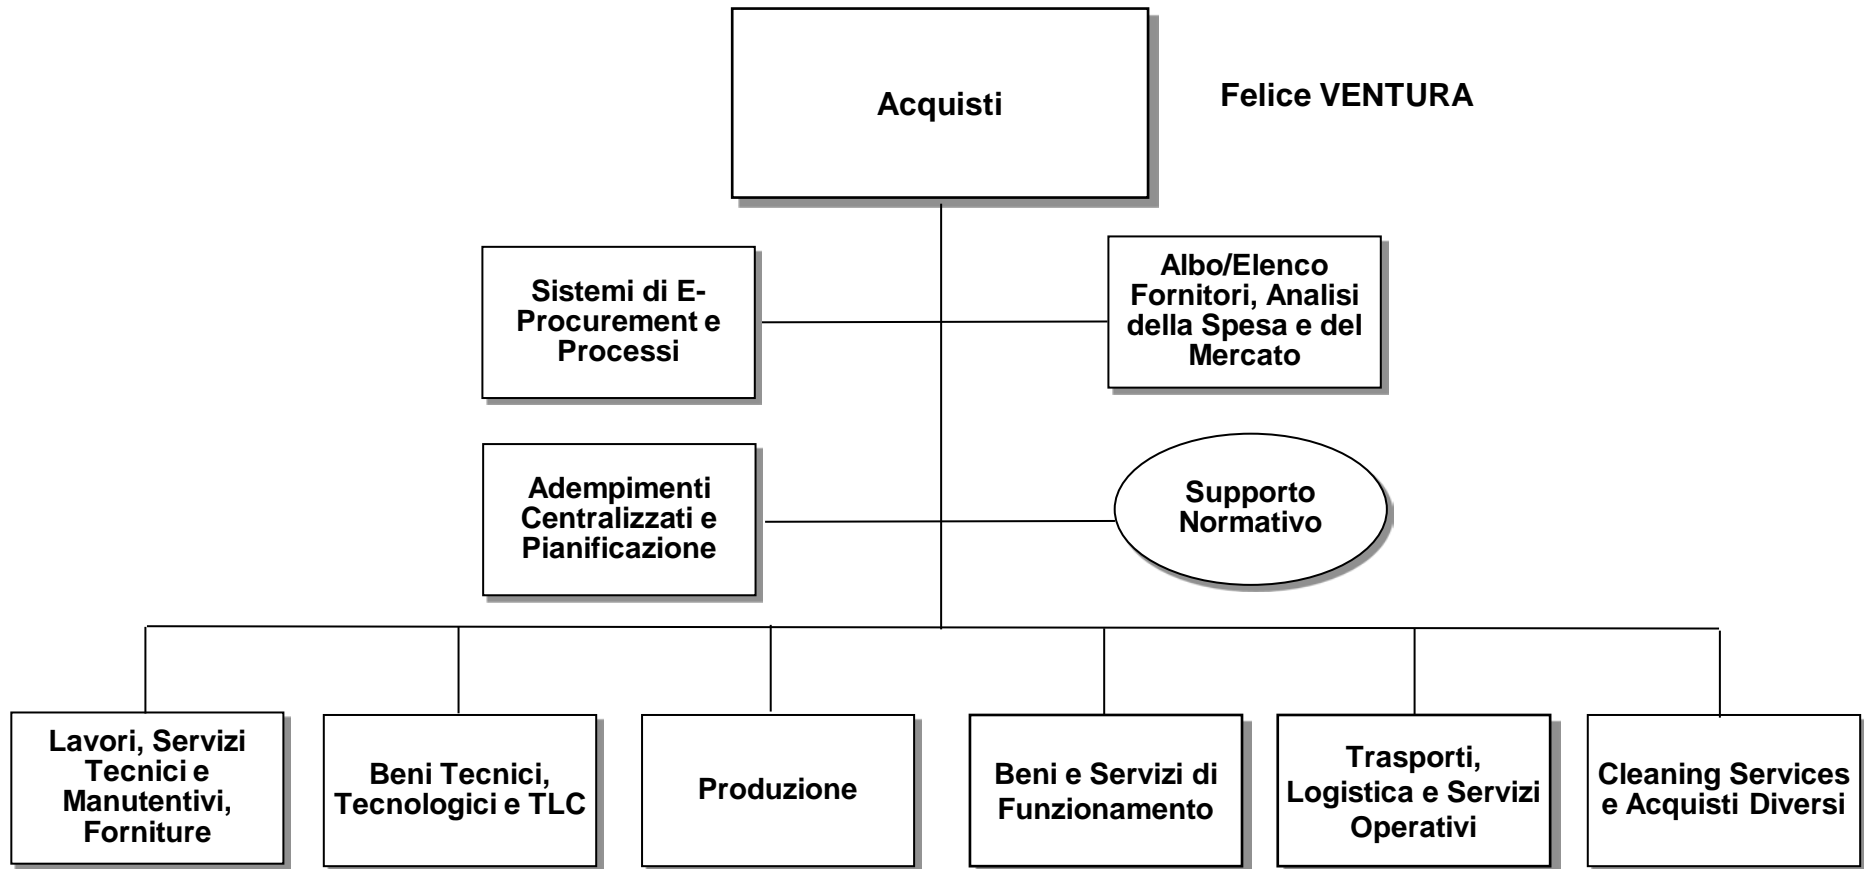 Acquisti
Felice VENTURA
Sistemi di E-
Procurement e
Processi
Albo/Elenco
Fornitori, Analisi
della Spesa e del
Mercato
Adempimenti
Centralizzati e
Pianificazione
Supporto
Normativo
Lavori, Servizi
Tecnici e
Manutentivi,
Forniture
Beni Tecnici,
Tecnologici e TLC
Produzione
Beni e Servizi di
Funzionamento
Trasporti,
Logistica e Servizi
Operativi
Cleaning Services
e Acquisti Diversi